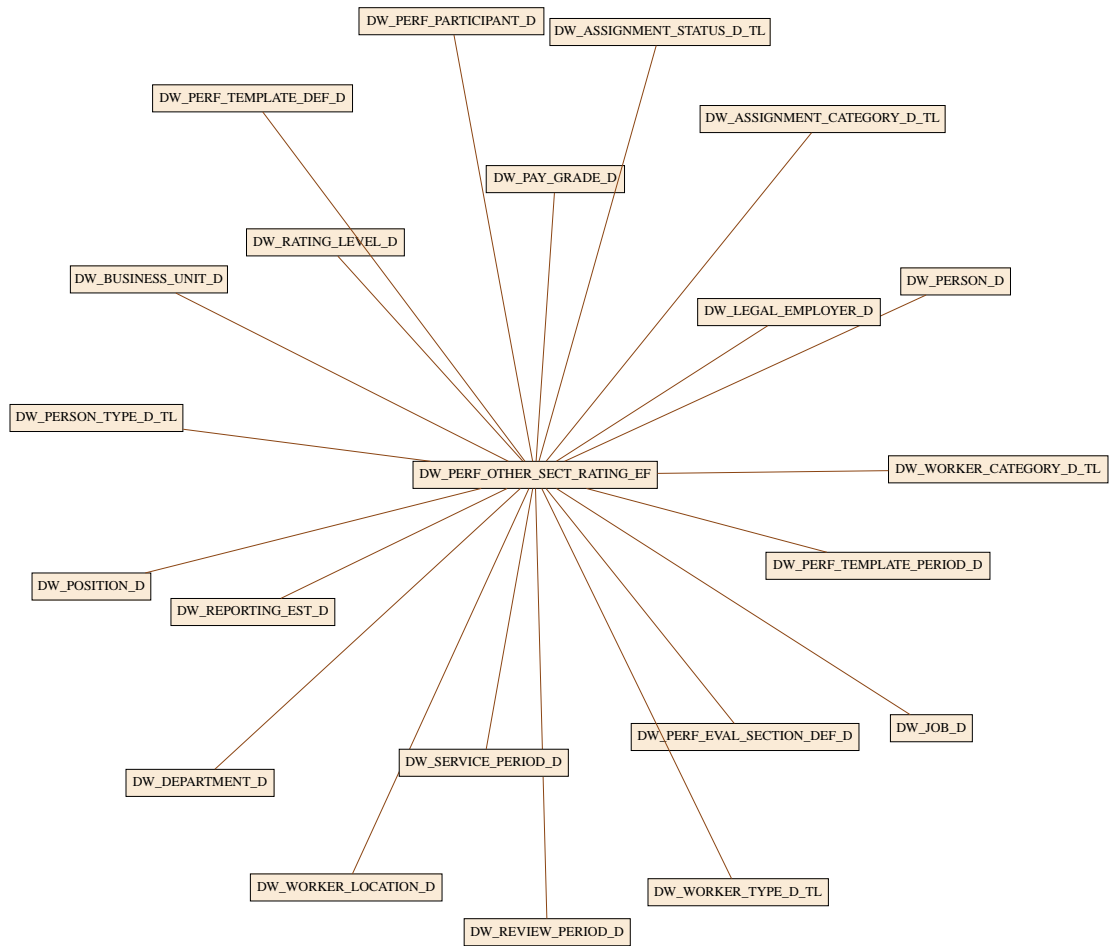 DW_PERF_PARTICIPANT_D
DW_ASSIGNMENT_STATUS_D_TL
DW_PERF_TEMPLATE_DEF_D
DW_ASSIGNMENT_CATEGORY_D_TL
DW_PAY_GRADE_D
DW_RATING_LEVEL_D
DW_BUSINESS_UNIT_D
DW_PERSON_D
DW_LEGAL_EMPLOYER_D
DW_PERSON_TYPE_D_TL
DW_PERF_OTHER_SECT_RATING_EF
DW_WORKER_CATEGORY_D_TL
DW_PERF_TEMPLATE_PERIOD_D
DW_POSITION_D
DW_REPORTING_EST_D
DW_JOB_D
DW_PERF_EVAL_SECTION_DEF_D
DW_SERVICE_PERIOD_D
DW_DEPARTMENT_D
DW_WORKER_LOCATION_D
DW_WORKER_TYPE_D_TL
DW_REVIEW_PERIOD_D